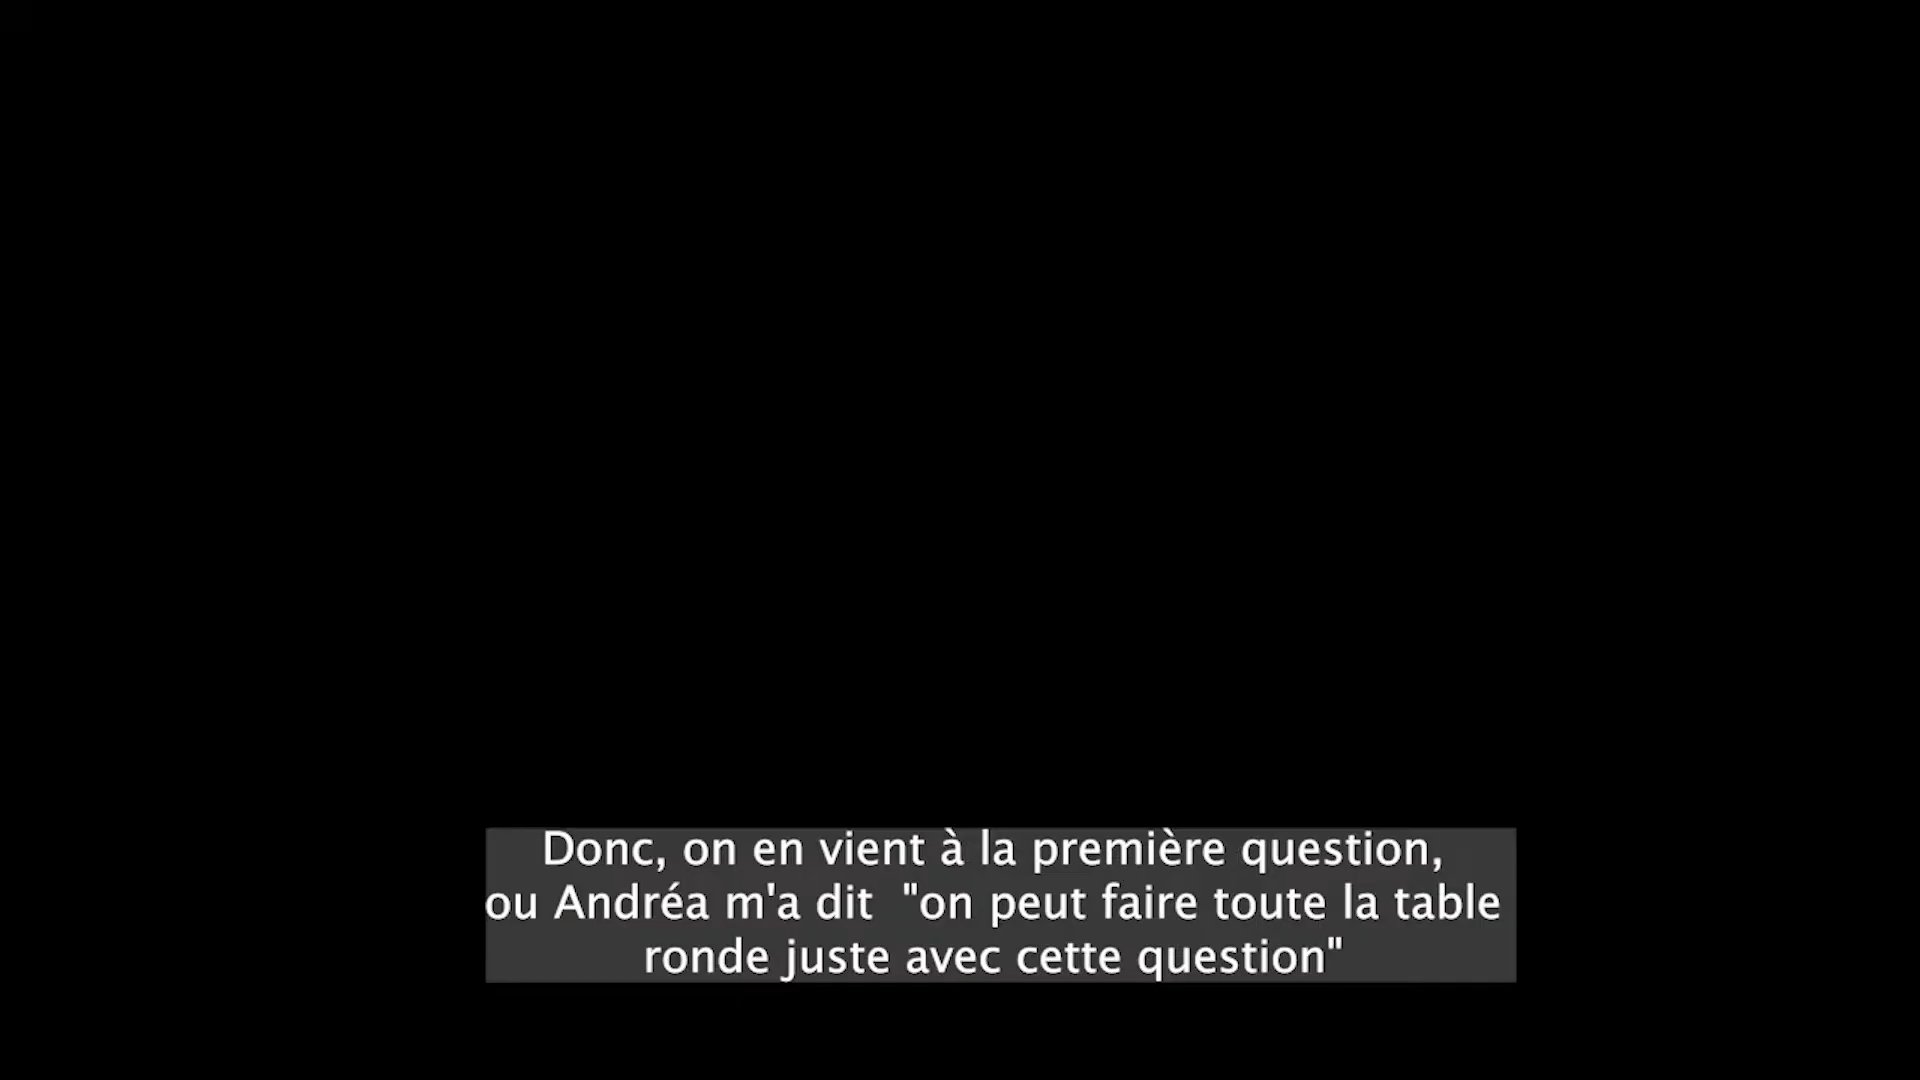 Donc, on en vient à la première question,
ou Andréa m'a dit  "on peut faire toute la table
ronde juste avec cette question"